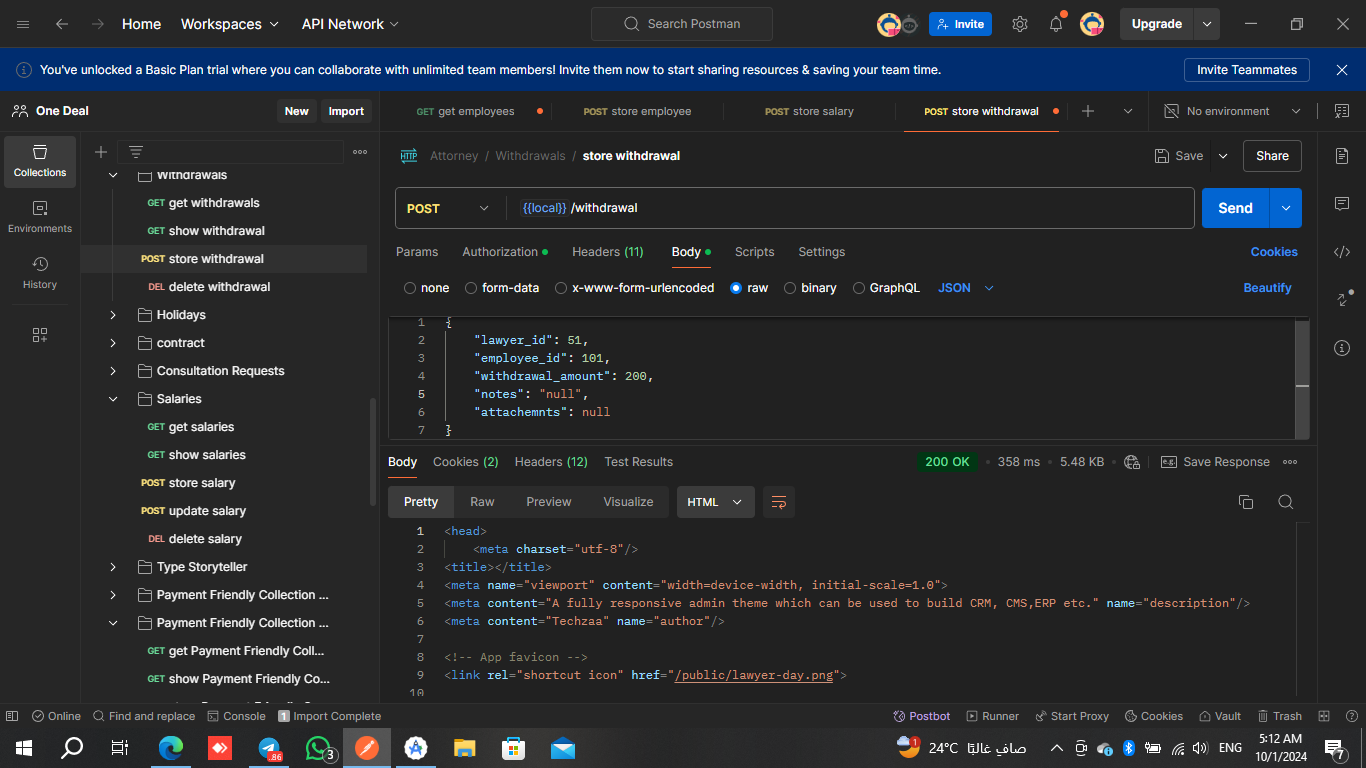 Home Workspaces API Network Search Postman Invite Upgrade
You've unlocked a Basic Plan trial where you can collaborate with unlimited team members! Invite them now to start sharing resources & saving your team time. Invite Teammates
One Deal New Import GET get employees POST store employee POST store salary POST store withdrawal No environment
Collections
Environments
History
Withdrawals
GET get withdrawals
GET show withdrawal
POST store withdrawal
DEL delete withdrawal
Holidays
contract
Consultation Requests
Salaries
GET get salaries
GET show salaries
POST store salary
POST update salary
DEL delete salary
Type Storyteller
Payment Friendly Collection ...
Payment Friendly Collection ...
GET get Payment Friendly Coll...
GET show Payment Friendly Co...
HTTP Attorney / Withdrawals / store withdrawal Save Share
POST {{local}} /withdrawal Send
Params Authorization Headers (11) Body Scripts Settings Cookies
none form-data x-www-form-urlencoded raw binary GraphQL JSON Beautify
1 {
2 "lawyer_id": 51,
3 "employee_id": 101,
4 "withdrawal_amount": 200,
5 "notes": "null",
6 "attachemnts": null
7 }
Body Cookies (2) Headers (12) Test Results 200 OK 358 ms 5.48 KB e.g. Save Response
Pretty Raw Preview Visualize HTML
1 <head>
2 <meta charset="utf-8"/>
3 <title></title>
4 <meta name="viewport" content="width=device-width, initial-scale=1.0">
5 <meta content="A fully responsive admin theme which can be used to build CRM, CMS,ERP etc." name="description"/>
6 <meta content="Techzaa" name="author"/>
7
8 <!-- App favicon -->
9 <link rel="shortcut icon" href="/public/lawyer-day.png">
10
Online Find and replace Console 1 Import Complete Postbot Runner Start Proxy Cookies Vault Trash
.86 3 1 24°C صافٍ غالبًا ENG 5:12 AM
10/1/2024 7